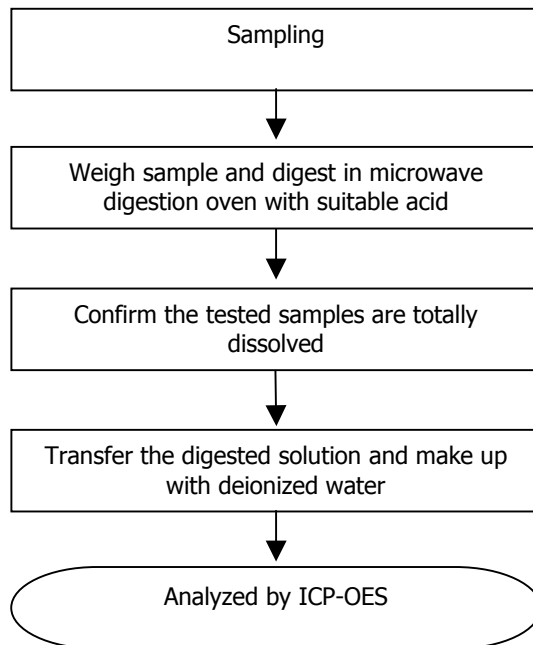 Sampling
Weigh sample and digest in microwave
digestion oven with suitable acid
Confirm the tested samples are totally
dissolved
Transfer the digested solution and make up
with deionized water
Analyzed by ICP-OES